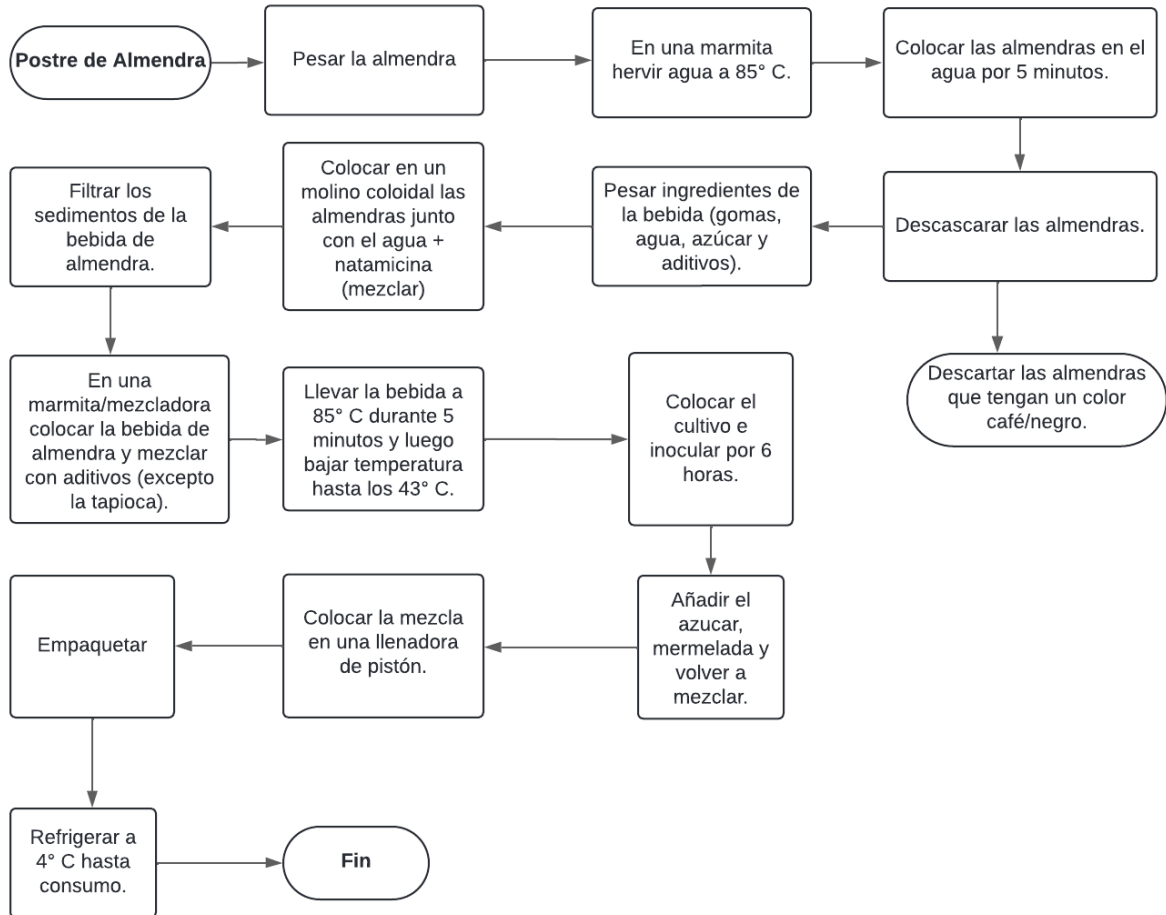 Postre de Almendra
Pesar la almendra
En una marmita
hervir agua a 85° C.
Colocar las almendras en el
agua por 5 minutos.
Descascarar las almendras.
Descartar las almendras
que tengan un color
café/negro.
Pesar ingredientes de
la bebida (gomas,
agua, azúcar y
aditivos).
Colocar en un
molino coloidal las
almendras junto
con el agua +
natamicina
(mezclar)
Filtrar los
sedimentos de la
bebida de
almendra.
En una
marmita/mezcladora
colocar la bebida de
almendra y mezclar
con aditivos (excepto
la tapioca).
Llevar la bebida a
85° C durante 5
minutos y luego
bajar temperatura
hasta los 43° C.
Colocar el
cultivo e
inocular por 6
horas.
Añadir el
azucar,
mermelada y
volver a
mezclar.
Colocar la mezcla
en una llenadora
de pistón.
Empaquetar
Refrigerar a
4° C hasta
consumo.
Fin